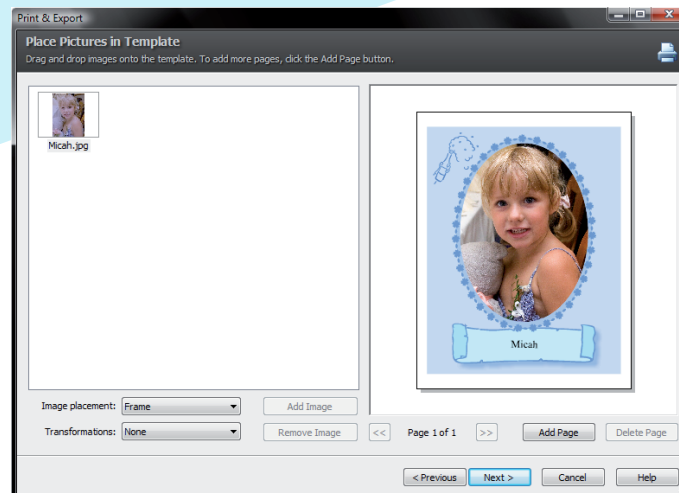 Print & Export
Place Pictures in Template
Drag and drop images onto the template. To add more pages, click the Add Page button.
Micah.jpg
Micah
Image placement: Frame Add Image
Transformations: None Remove Image
<< Page 1 of 1 >> Add Page Delete Page
< Previous Next > Cancel Help